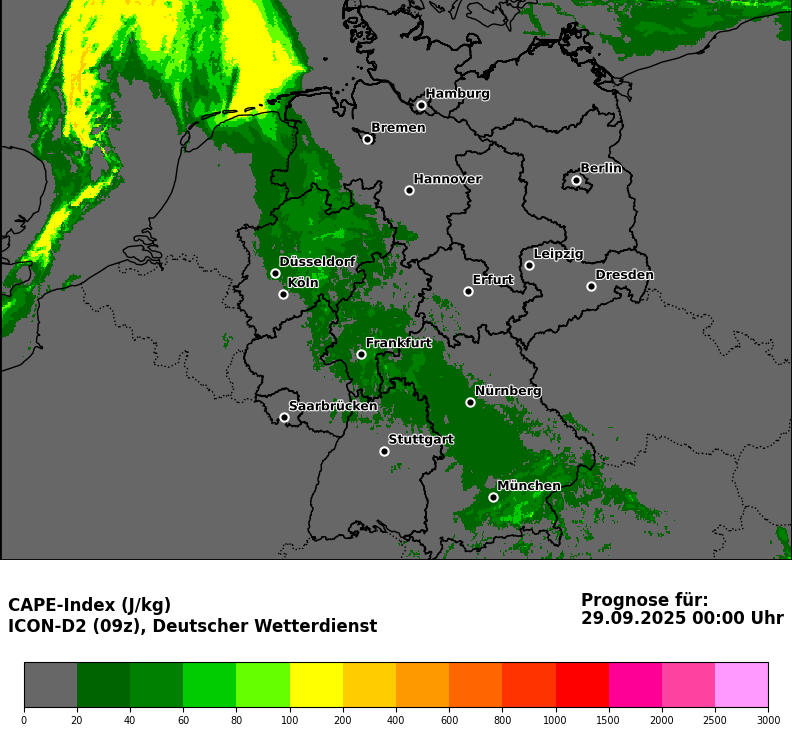 Hamburg
Bremen
Berlin
Hannover
Leipzig
Düsseldorf
Dresden
Köln
Erfurt
Frankfurt
Nürnberg
Saarbrücken
Stuttgart
München
CAPE-Index (J/kg)
ICON-D2 (09z), Deutscher Wetterdienst
Prognose für:
29.09.2025 00:00 Uhr
0 20 40 60 80 100 200 400 600 800 1000 1500 2000 2500 3000